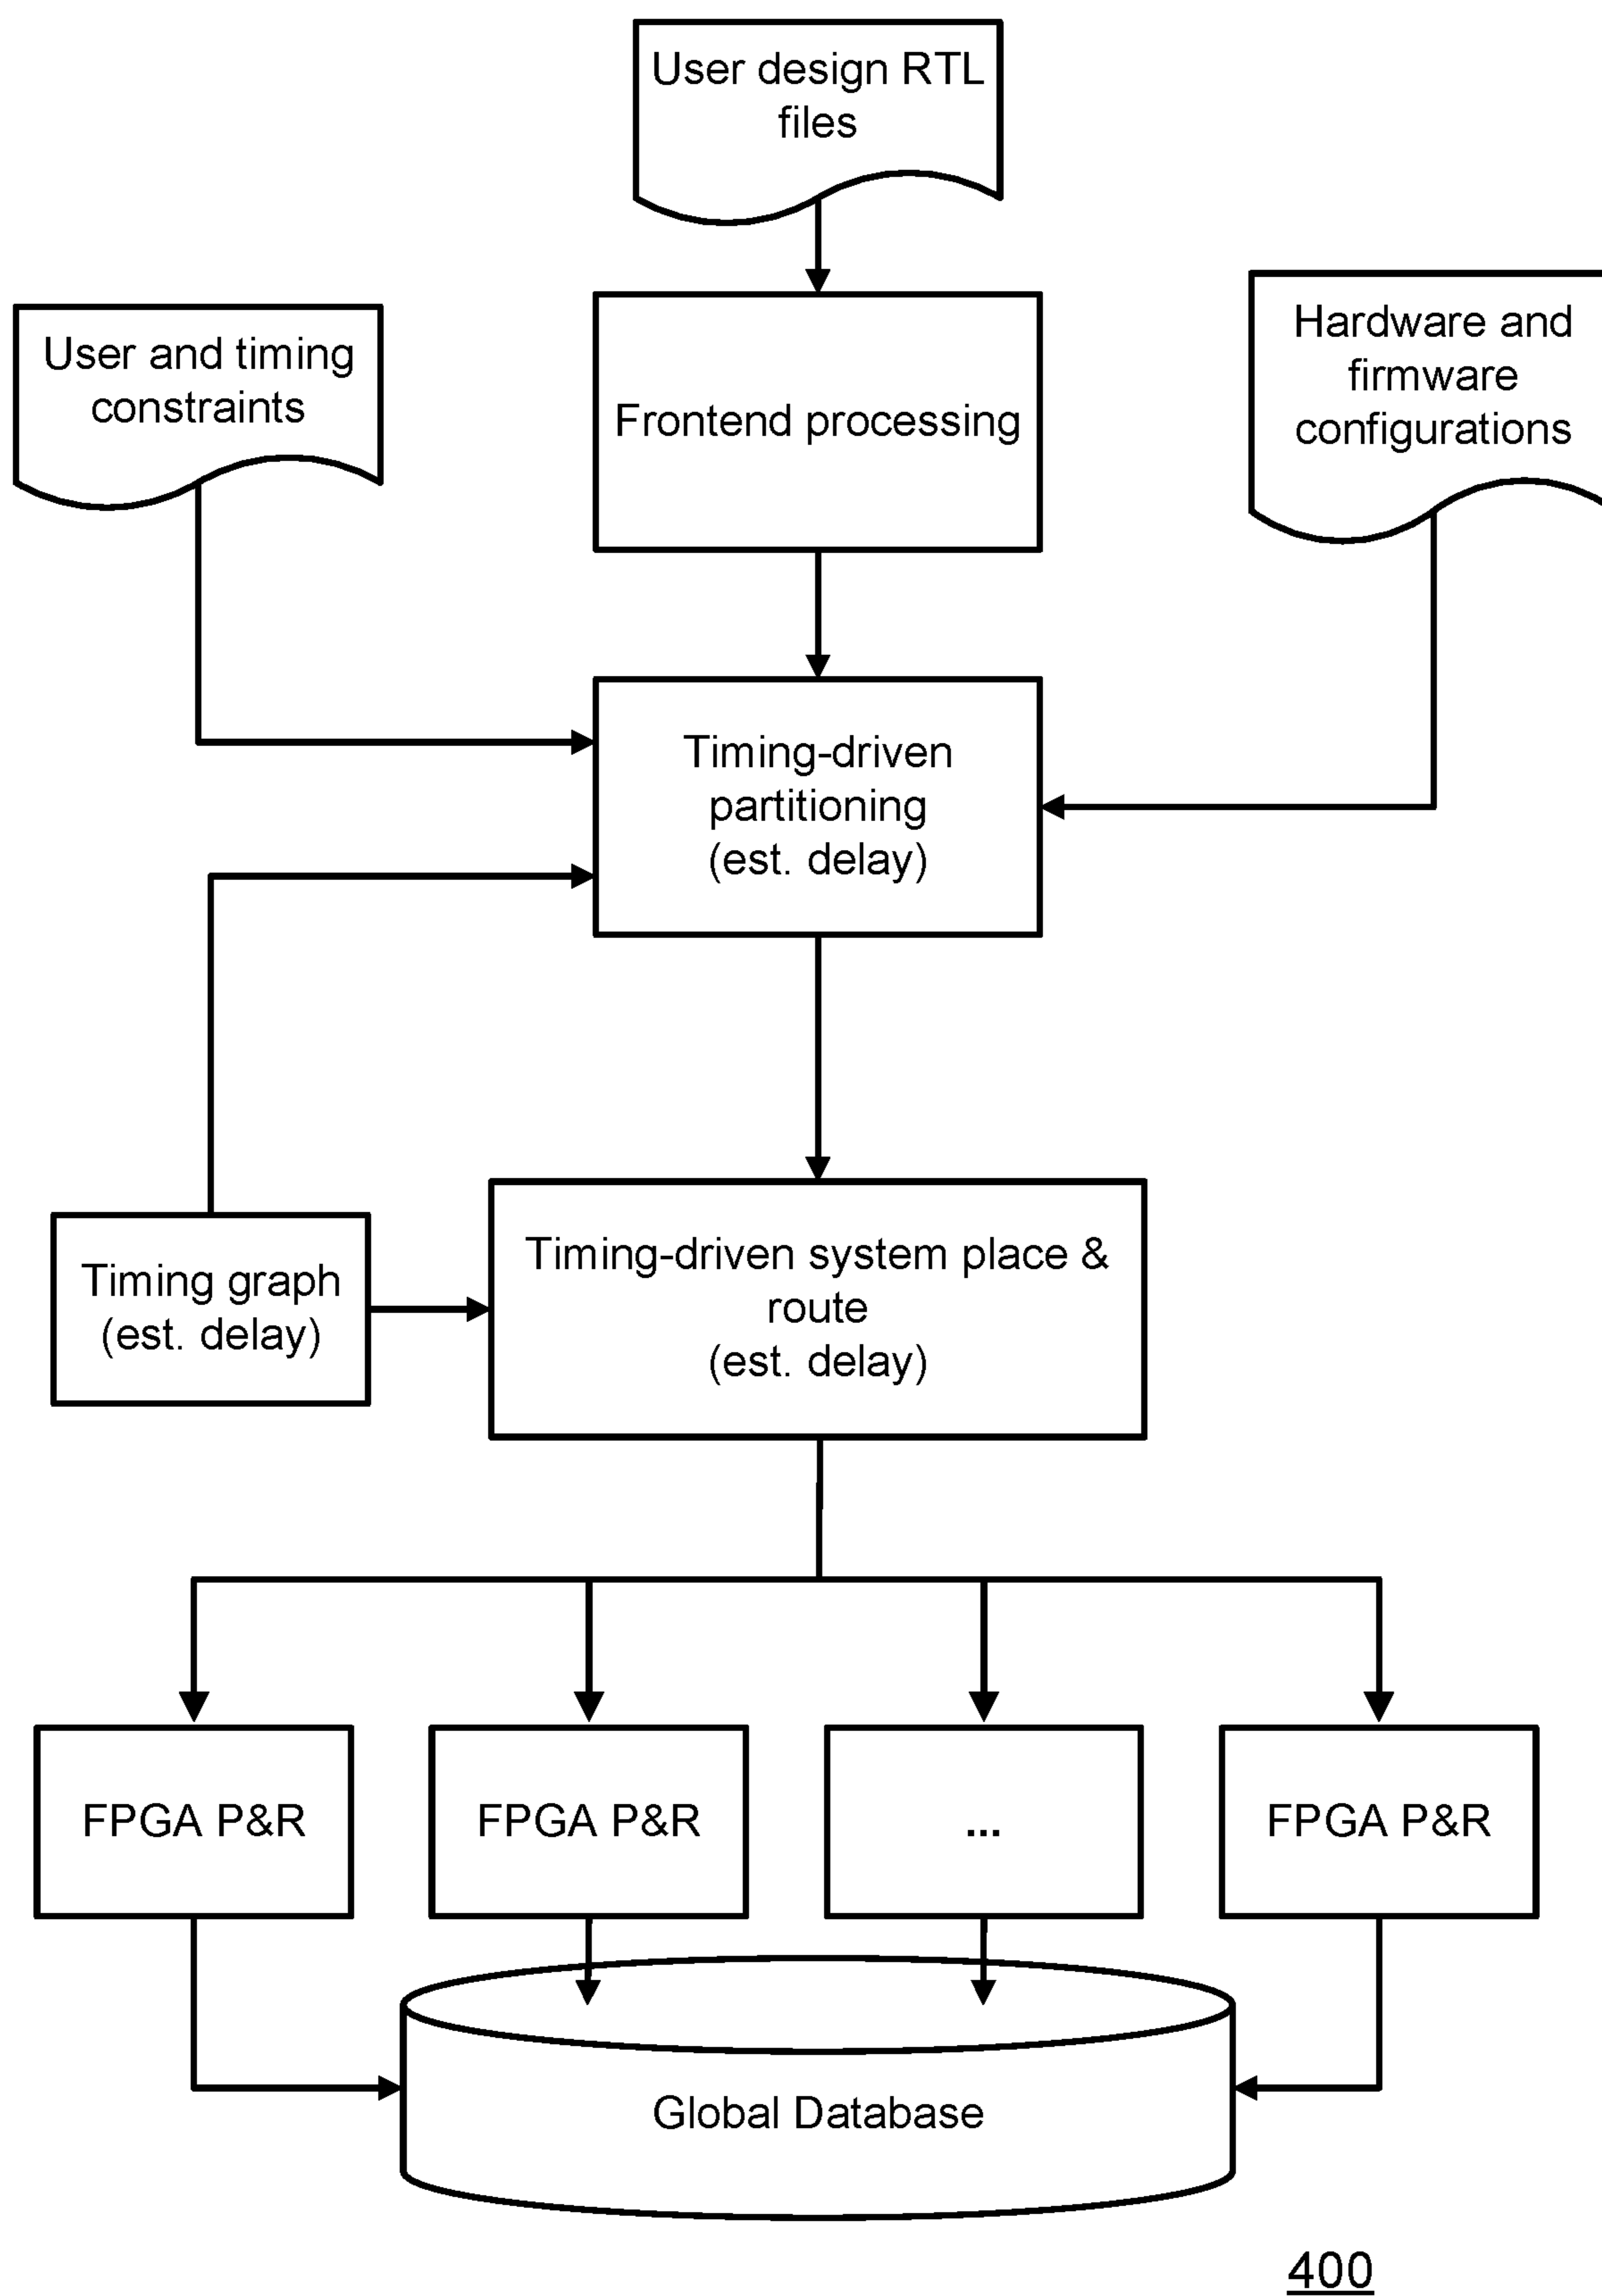 User design RTL
files
User and timing
constraints
Hardware and
firmware
configurations
Frontend processing
Timing-driven
partitioning
(est. delay)
Timing graph
(est. delay)
Timing-driven system place &
route
(est. delay)
FPGA P&R
FPGA P&R
...
FPGA P&R
Global Database
400